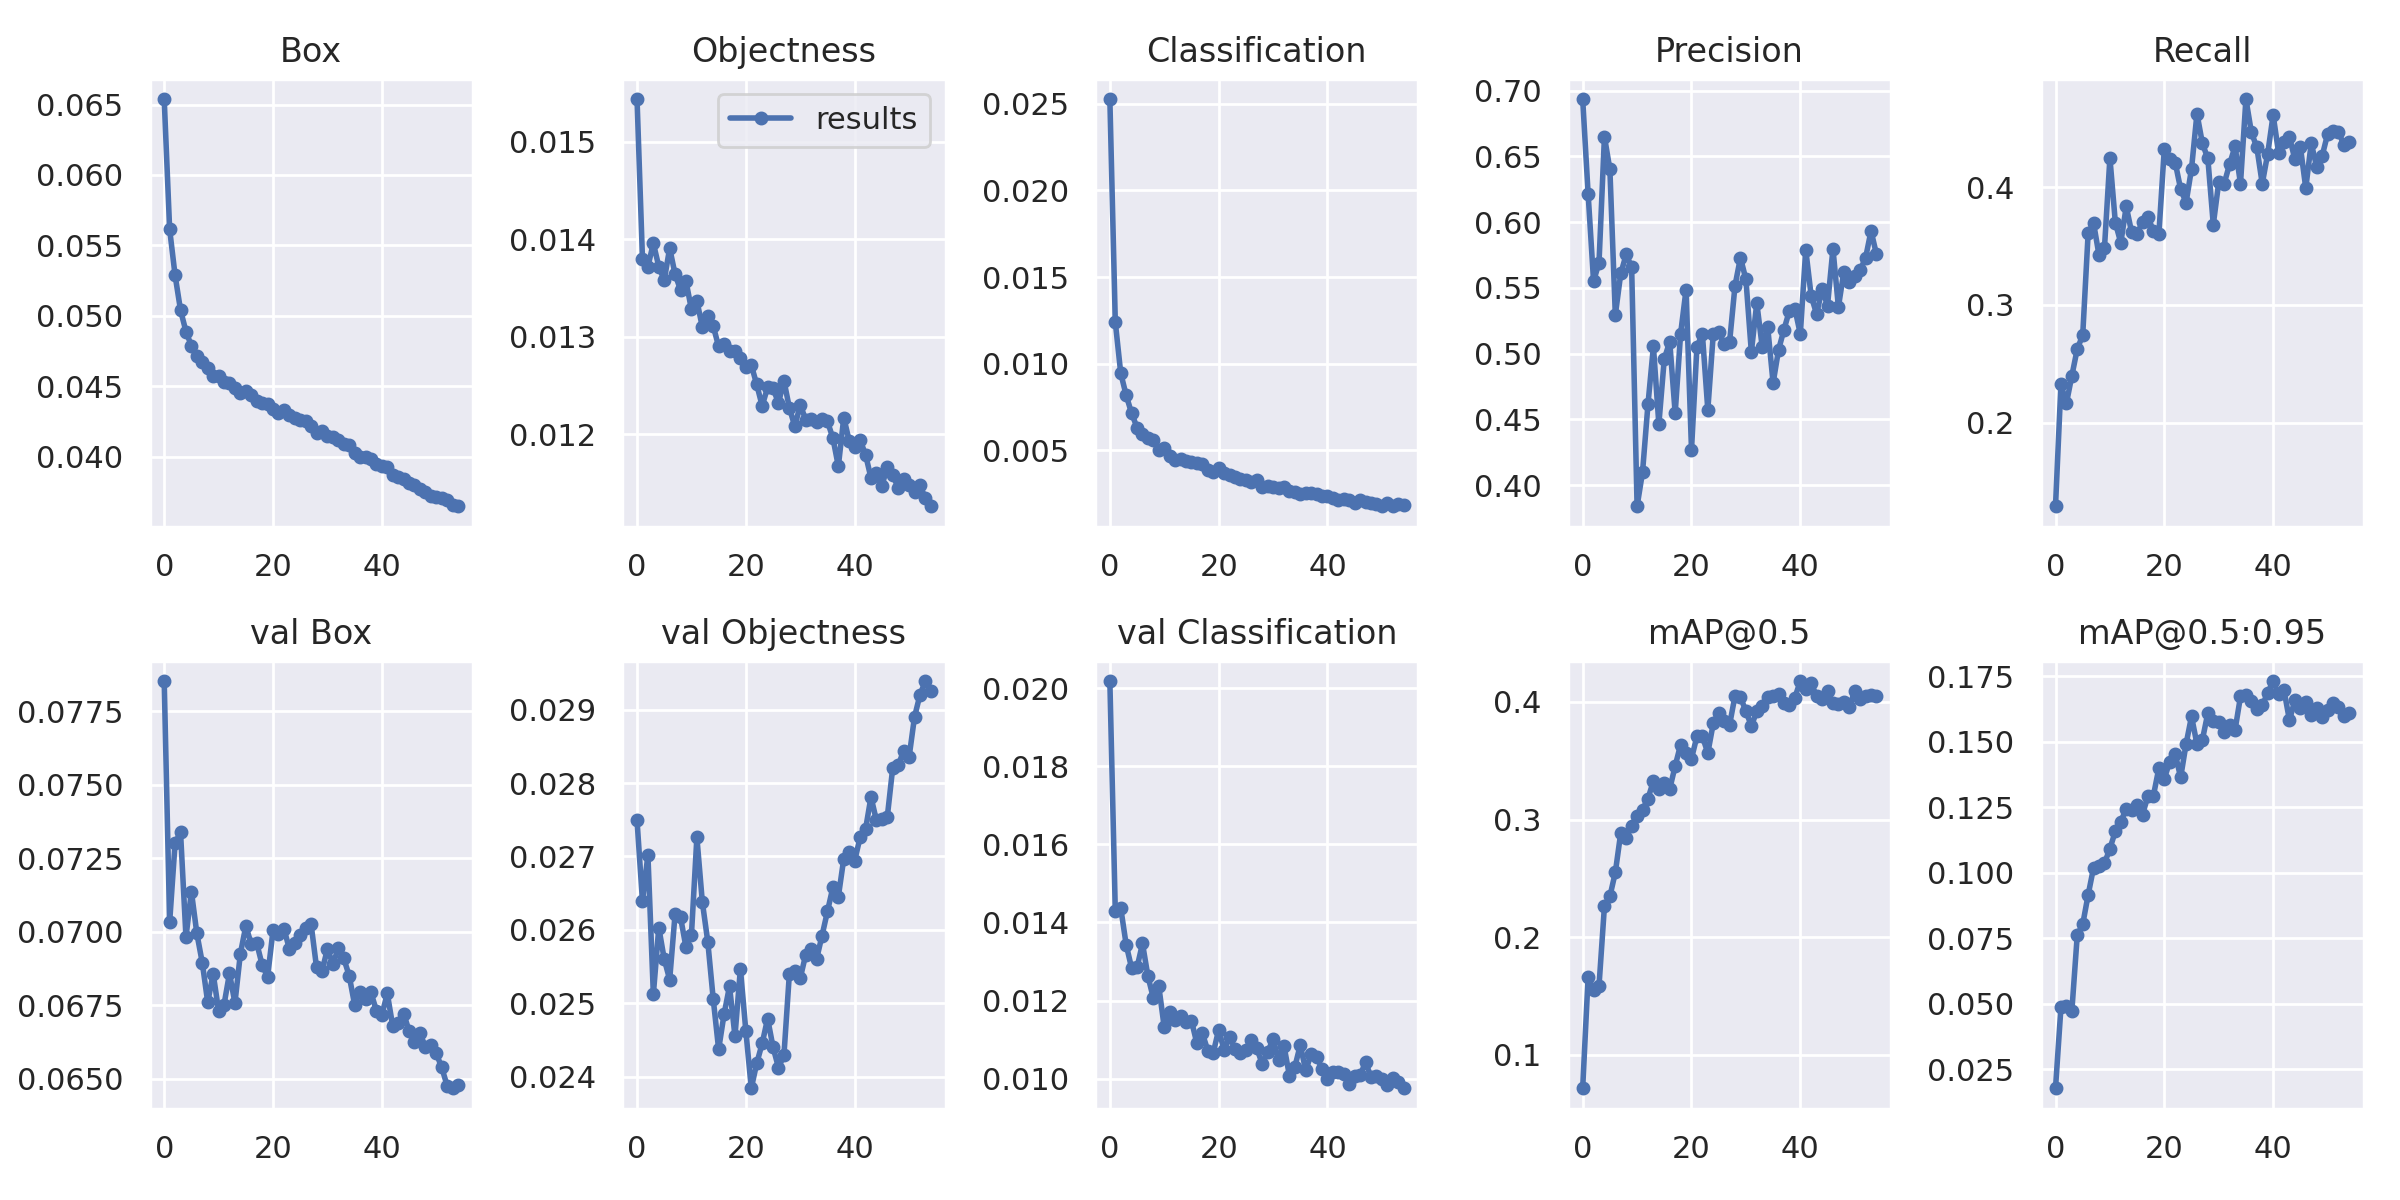 Box
0.065
0.060
0.055
0.050
0.045
0.040
0 20 40
Objectness
results
0.015
0.014
0.013
0.012
0 20 40
Classification
0.025
0.020
0.015
0.010
0.005
0 20 40
Precision
0.70
0.65
0.60
0.55
0.50
0.45
0.40
0 20 40
Recall
0.4
0.3
0.2
0 20 40
val Box
0.0775
0.0750
0.0725
0.0700
0.0675
0.0650
0 20 40
val Objectness
0.029
0.028
0.027
0.026
0.025
0.024
0 20 40
val Classification
0.020
0.018
0.016
0.014
0.012
0.010
0 20 40
mAP@0.5
0.4
0.3
0.2
0.1
0 20 40
mAP@0.5:0.95
0.175
0.150
0.125
0.100
0.075
0.050
0.025
0 20 40